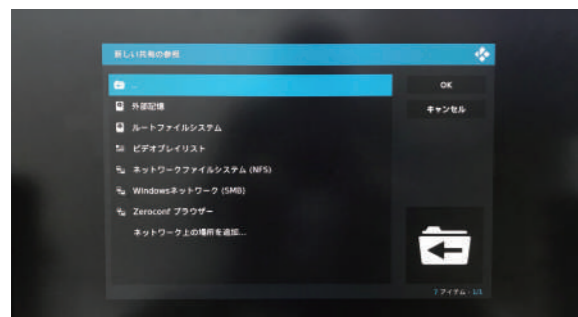 新しい共有の参照
..
OK
外部記憶
キャンセル
ルートファイルシステム
ビデオプレイリスト
ネットワークファイルシステム (NFS)
Windowsネットワーク (SMB)
Zeroconf ブラウザー
ネットワーク上の場所を追加...
7 アイテム - 1/1